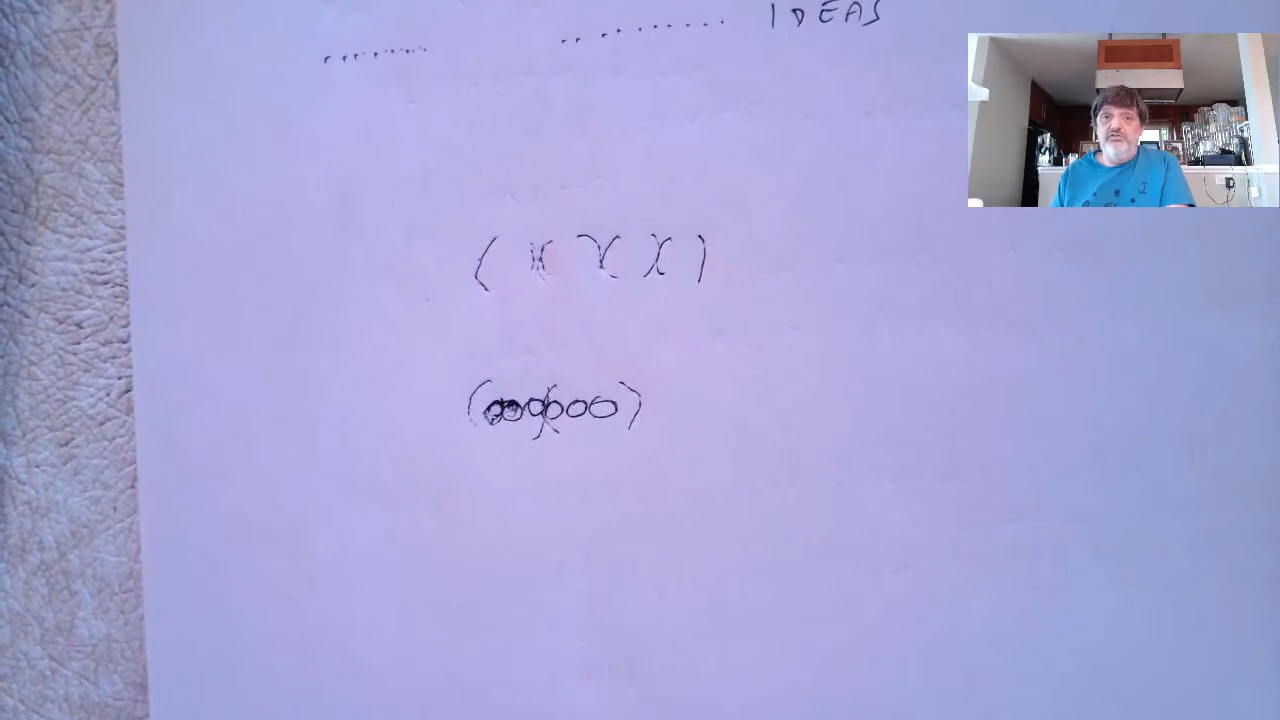 .......... .......... IDEAS
( )( )( )( )
( )( )